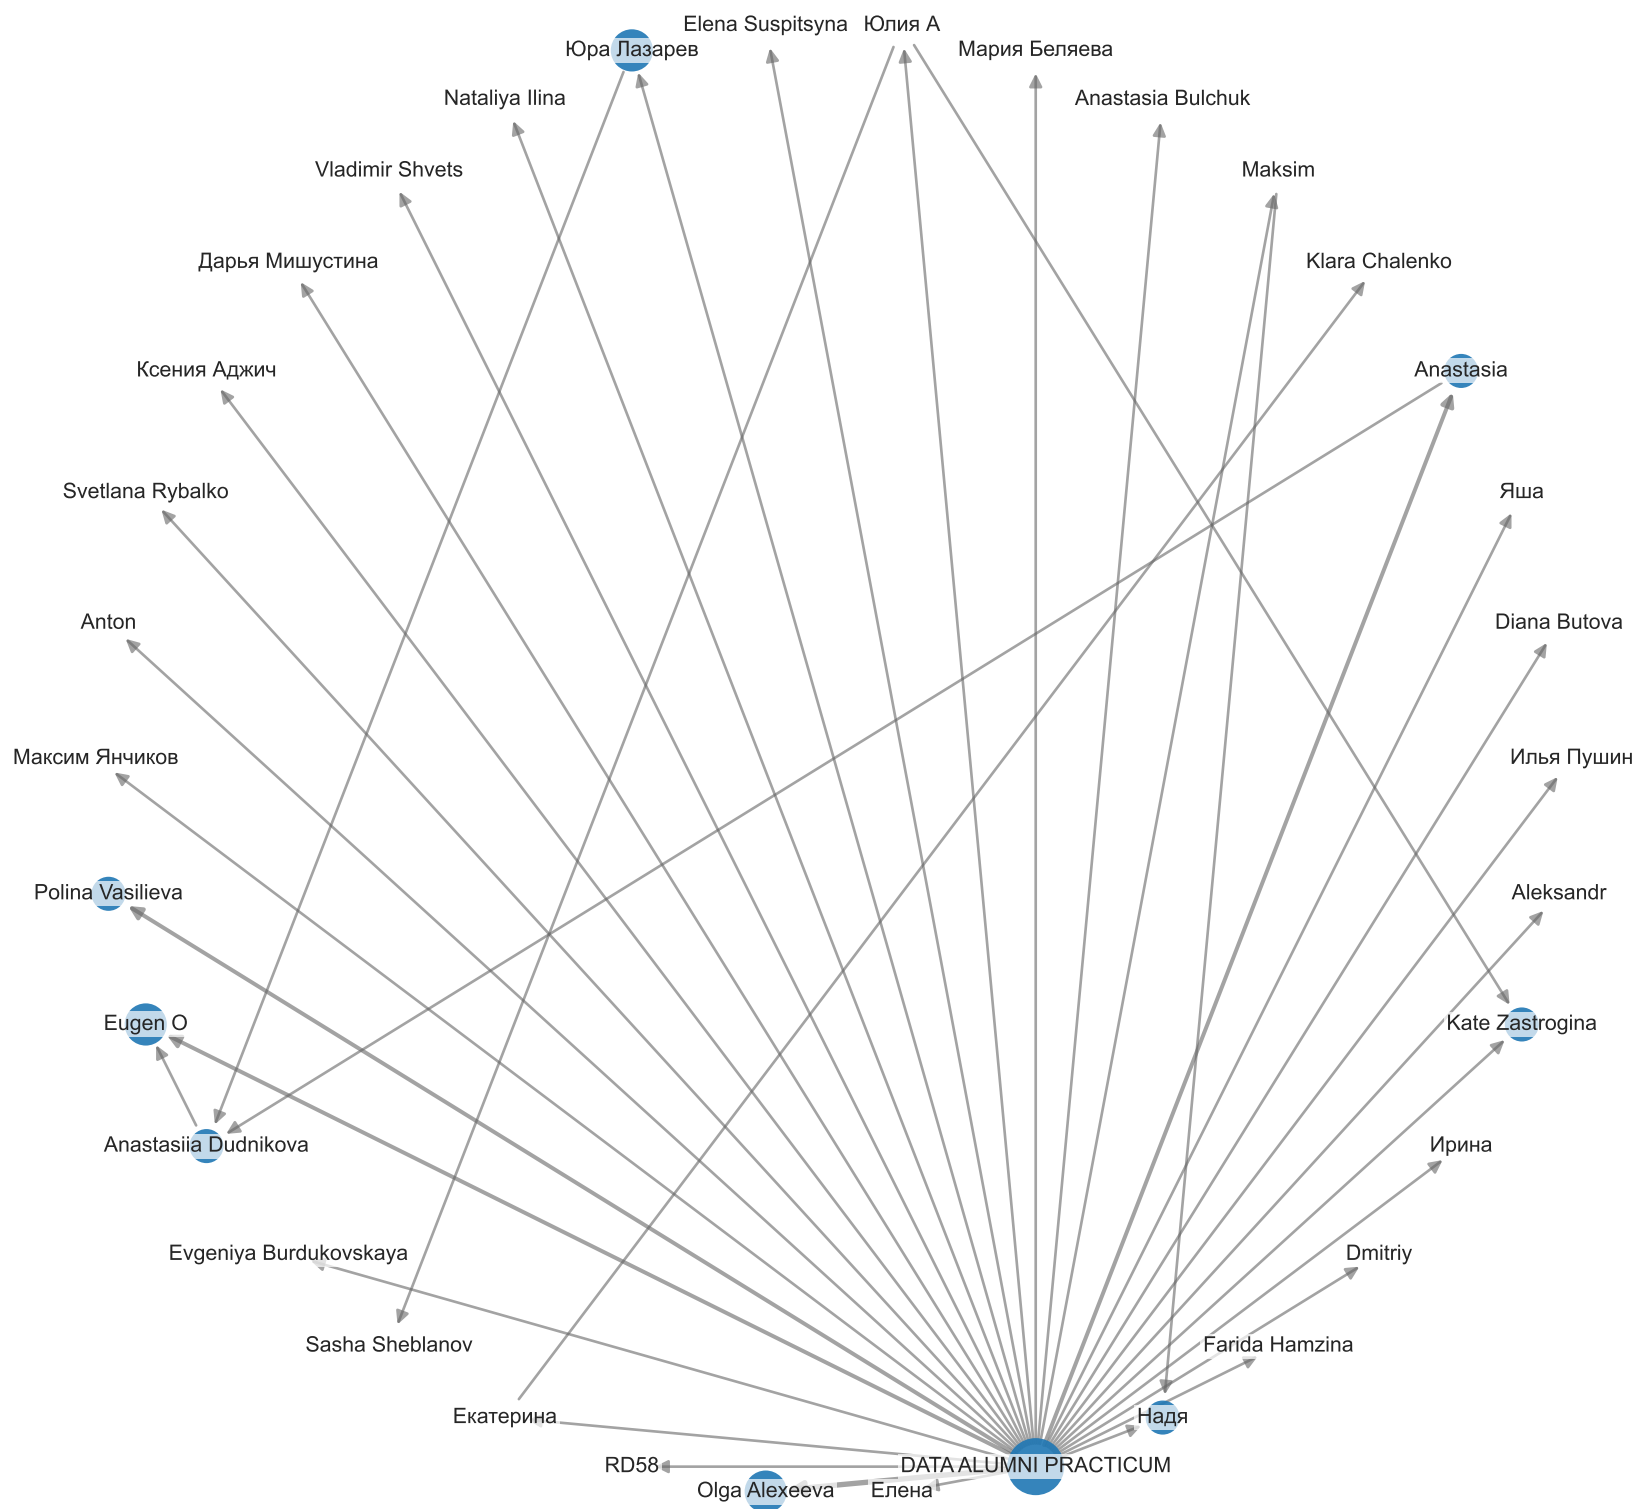 Elena Suspitsyna
Юлия А
Юра Лазарев
Мария Беляева
Nataliya Ilina
Anastasia Bulchuk
Vladimir Shvets
Maksim
Дарья Мишустина
Klara Chalenko
Ксения Аджич
Anastasia
Svetlana Rybalko
Яша
Anton
Diana Butova
Максим Янчиков
Илья Пушин
Polina Vasilieva
Aleksandr
Eugen O
Kate Zastrogina
Anastasiia Dudnikova
Ирина
Evgeniya Burdukovskaya
Dmitriy
Sasha Sheblanov
Farida Hamzina
Екатерина
Надя
RD58
DATA ALUMNI PRACTICUM
Olga Alexeeva
Елена